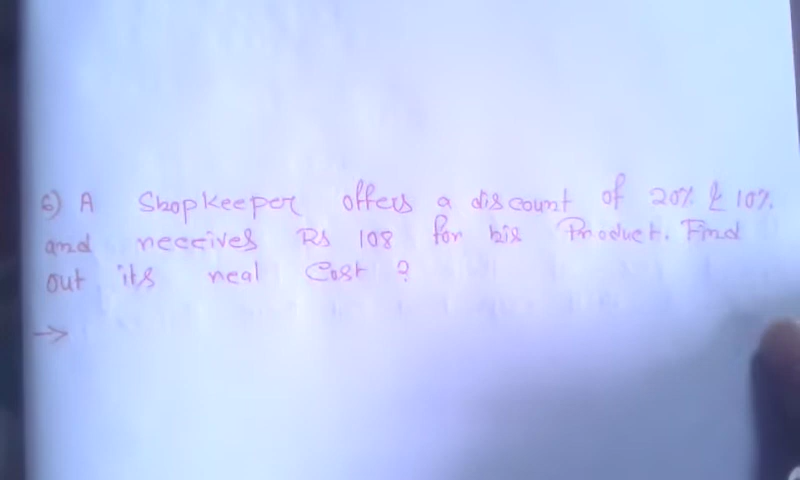 6) A Shopkeeper offers a discount of 20% & 10%
and receives Rs 108 for his Product. Find
out its real Cost ?
→